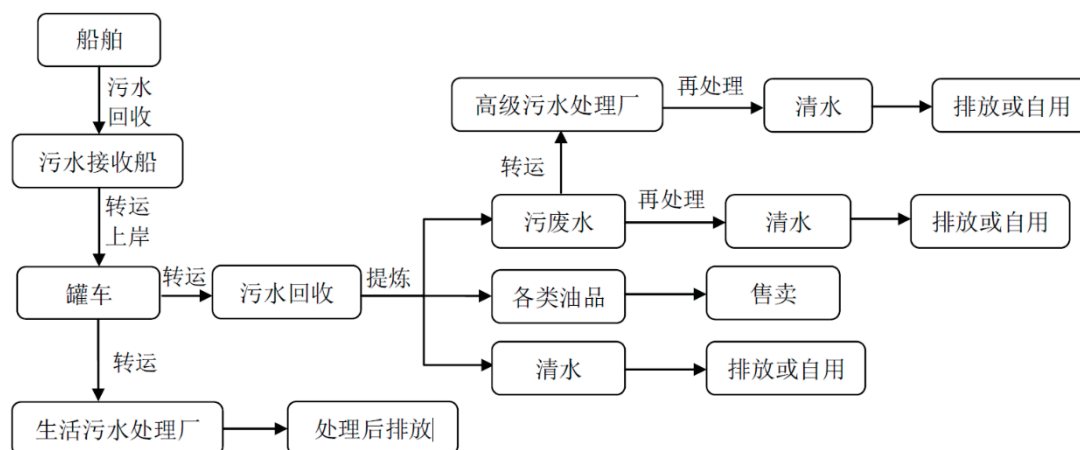 船舶
污水
回收
污水接收船
转运
上岸
罐车
转运
污水回收
提炼
高级污水处理厂
再处理
清水
排放或自用
转运
污废水
再处理
清水
排放或自用
各类油品
售卖
清水
排放或自用
转运
生活污水处理厂
处理后排放